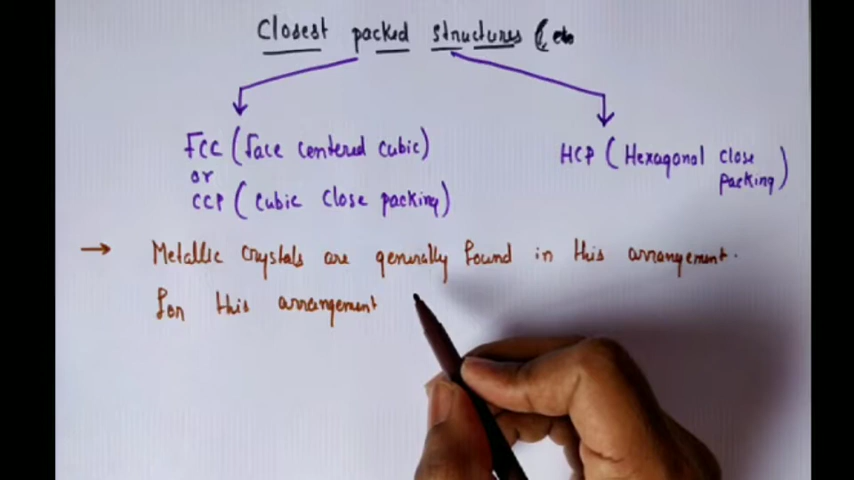 Closest packed structures
FCC (face centered cubic)
or
CCP (cubic close packing)
HCP (Hexagonal close
packing)
→ Metallic crystals are generally found in this arrangement.
for this arrangement